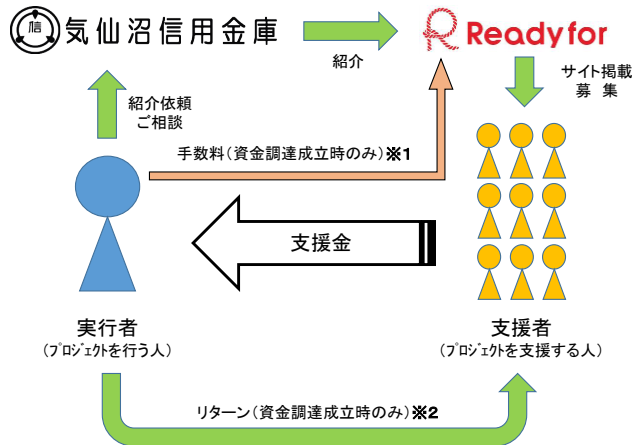 信 気仙沼信用金庫
Readyfor
紹介
サイト掲載
募 集
紹介依頼
ご相談
手数料(資金調達成立時のみ)※1
支援金
実行者
(プロジェクトを行う人)
支援者
(プロジェクトを支援する人)
リターン(資金調達成立時のみ)※2